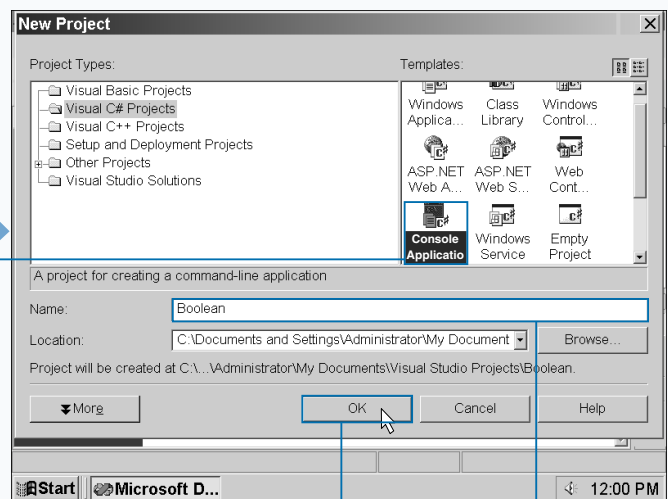 New Project
Project Types:
Templates:
Visual Basic Projects
Visual C# Projects
Visual C++ Projects
Setup and Deployment Projects
Other Projects
Visual Studio Solutions
Windows Applica...
Class Library
Windows Control...
ASP.NET Web A...
ASP.NET Web S...
Web Cont...
Console Applicatio
Windows Service
Empty Project
A project for creating a command-line application
Name:
Boolean
Location:
C:\Documents and Settings\Administrator\My Document
Browse...
Project will be created at C:\...\Administrator\My Documents\Visual Studio Projects\Boolean.
More
OK
Cancel
Help
Start
Microsoft D...
12:00 PM